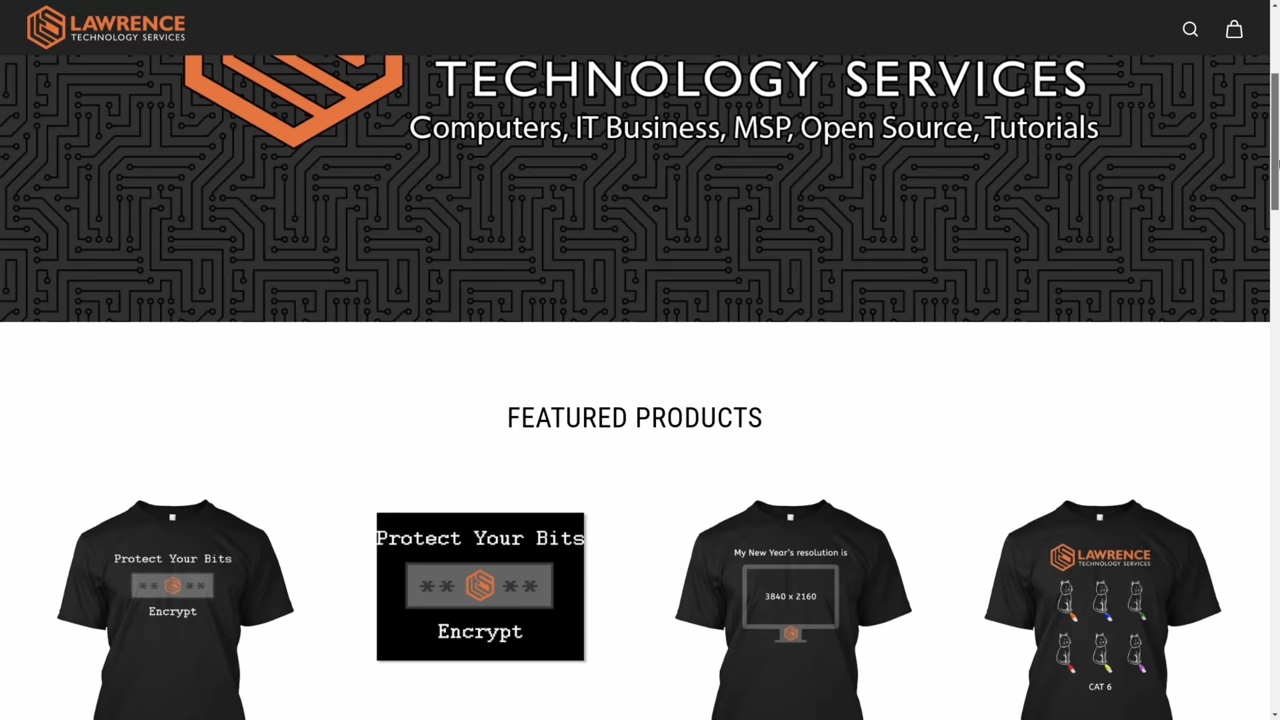 LAWRENCE
TECHNOLOGY SERVICES
TECHNOLOGY SERVICES
Computers, IT Business, MSP, Open Source, Tutorials
FEATURED PRODUCTS
Protect Your Bits
** **
Encrypt
Protect Your Bits
** **
Encrypt
My New Year's resolution is
3840 x 2160
LAWRENCE
TECHNOLOGY SERVICES
CAT 6